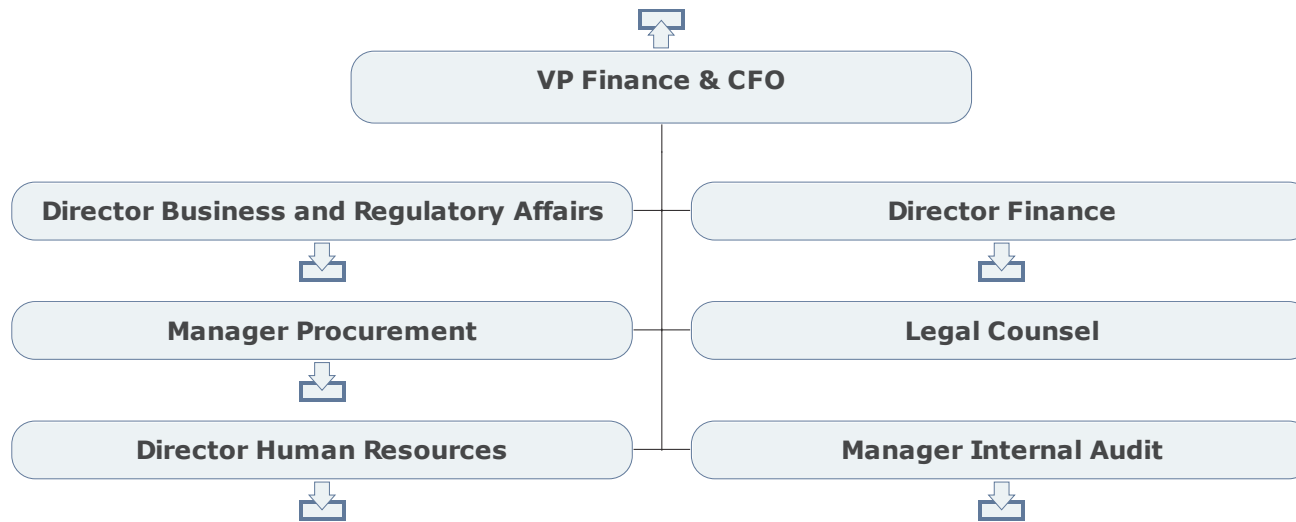 VP Finance & CFO
Director Business and Regulatory Affairs
Director Finance
Manager Procurement
Legal Counsel
Director Human Resources
Manager Internal Audit